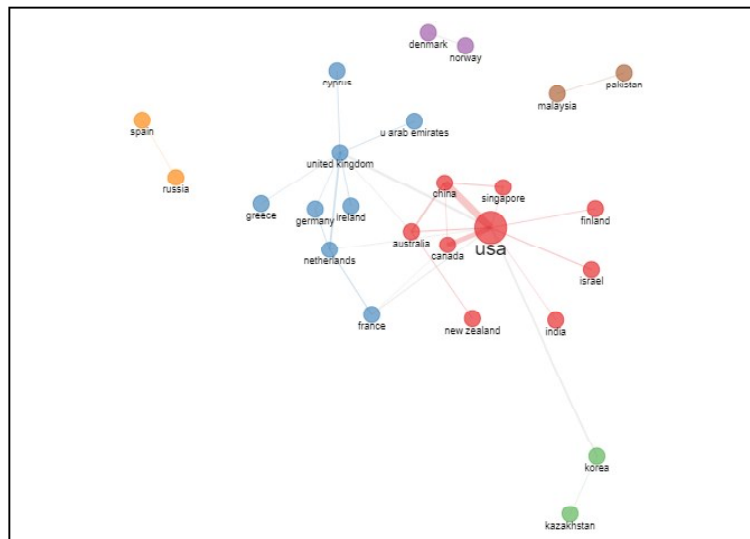 denmark
norway
cyprus
pakistan
malaysia
spain
u arab emirates
united kingdom
russia
china
singapore
greece
germany
ireland
finland
australia
usa
canada
netherlands
israel
france
new zealand
india
korea
kazakhstan